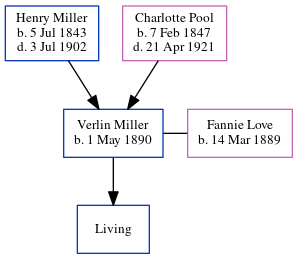 Henry Miller
b. 5 Jul 1843
d. 3 Jul 1902
Charlotte Pool
b. 7 Feb 1847
d. 21 Apr 1921
Verlin Miller
b. 1 May 1890
Fannie Love
b. 14 Mar 1889
Living